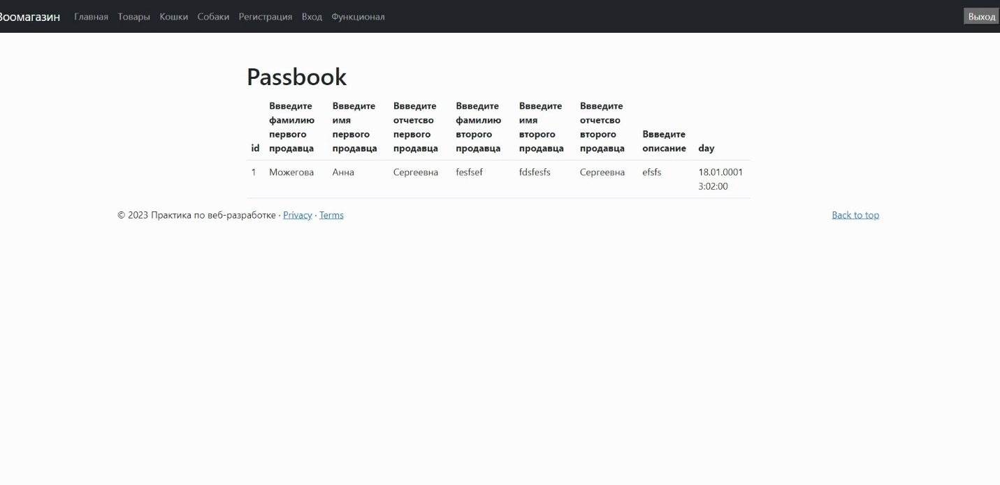 Зоомагазин Главная Товары Кошки Собаки Регистрация Вход Функционал Выход
Passbook
id
Ввведите фамилию первого продавца
Ввведите имя первого продавца
Ввведите отчетсво первого продавца
Ввведите фамилию второго продавца
Ввведите имя второго продавца
Ввведите отчетсво второго продавца
Ввведите описание
day
1 Можегова Анна Сергеевна fesfsef fdsfesfs Сергеевна efsfs 18.01.0001
3:02:00
© 2023 Практика по веб-разработке · Privacy · Terms Back to top